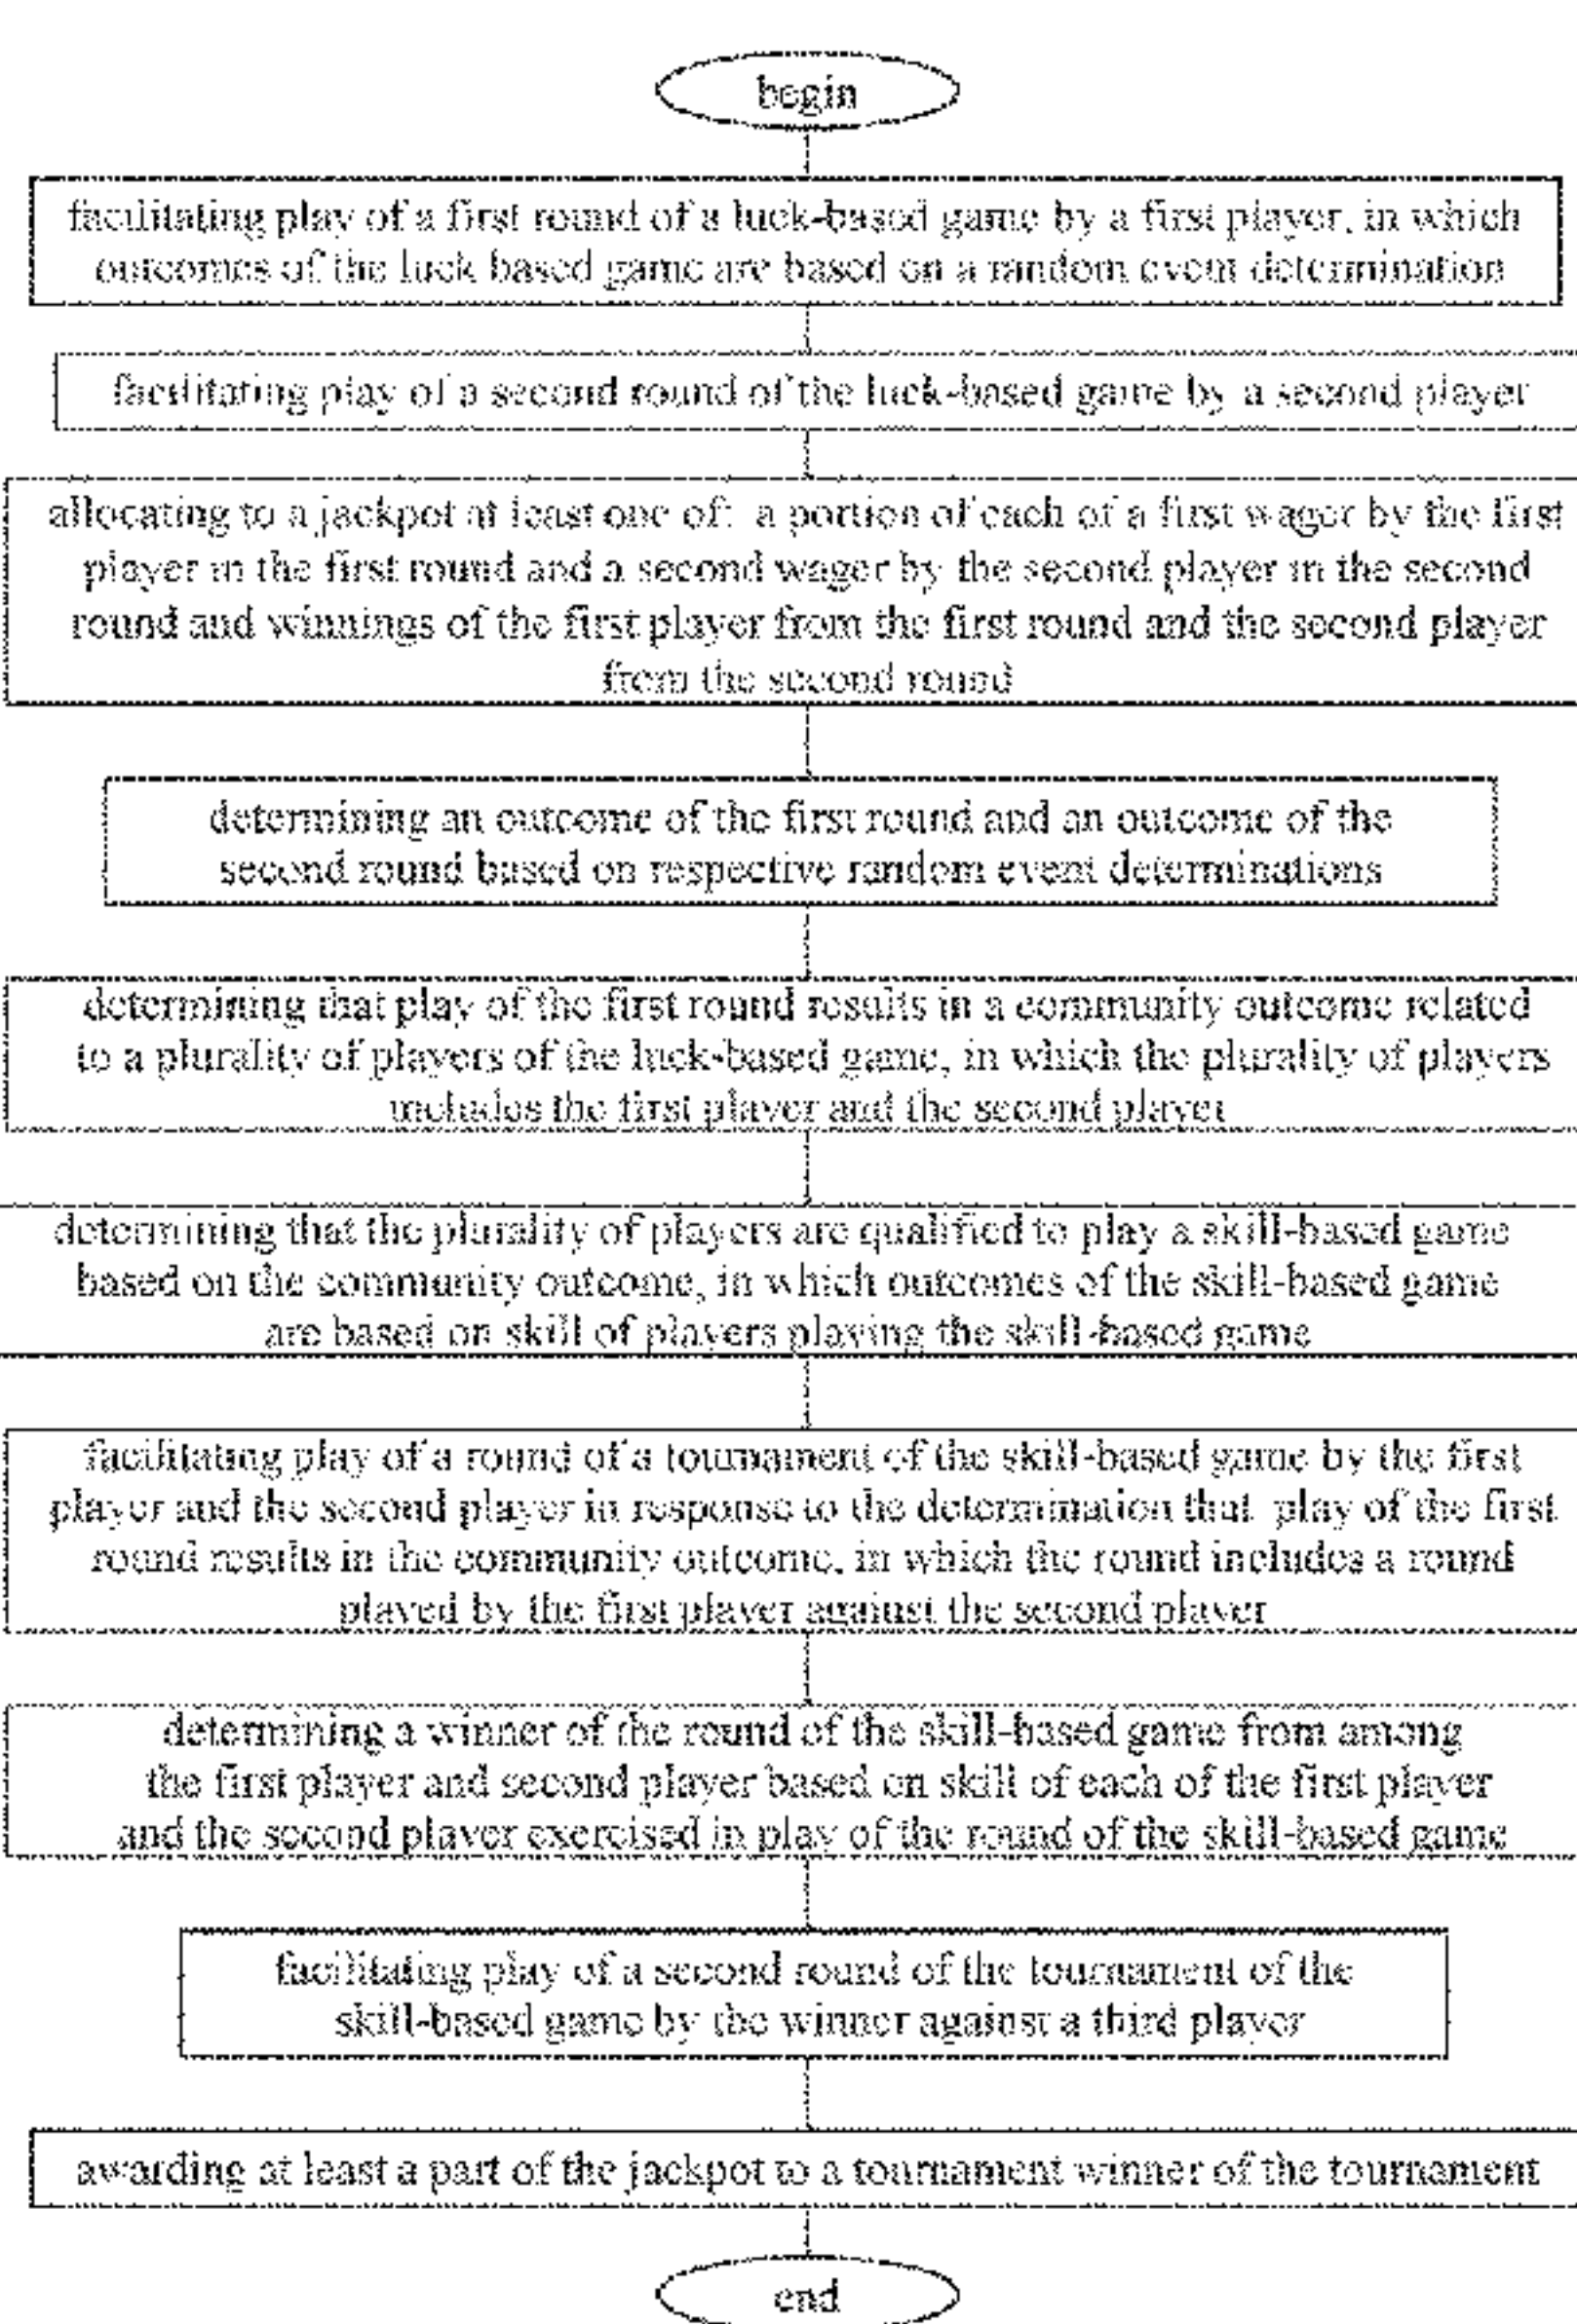 begin
facilitating play of a first round of a luck-based game by a first player, in which
outcomes of the luck based game are based on a random event determination
facilitating play of a second round of the luck-based game by a second player
allocating to a jackpot at least one of: a portion of each of a first wager by the first
player in the first round and a second wager by the second player in the second
round and winnings of the first player from the first round and the second player
from the second round
determining an outcome of the first round and an outcome of the
second round based on respective random event determinations
determining that play of the first round results in a community outcome related
to a plurality of players of the luck-based game, in which the plurality of players
includes the first player and the second player
determining that the plurality of players are qualified to play a skill-based game
based on the community outcome, in which outcomes of the skill-based game
are based on skill of players playing the skill-based game
facilitating play of a round of a tournament of the skill-based game by the first
player and the second player in response to the determination that play of the first
round results in the community outcome, in which the round includes a round
played by the first player against the second player
determining a winner of the round of the skill-based game from among
the first player and second player based on skill of each of the first player
and the second player exercised in play of the round of the skill-based game
facilitating play of a second round of the tournament of the
skill-based game by the winner against a third player
awarding at least a part of the jackpot to a tournament winner of the tournament
end